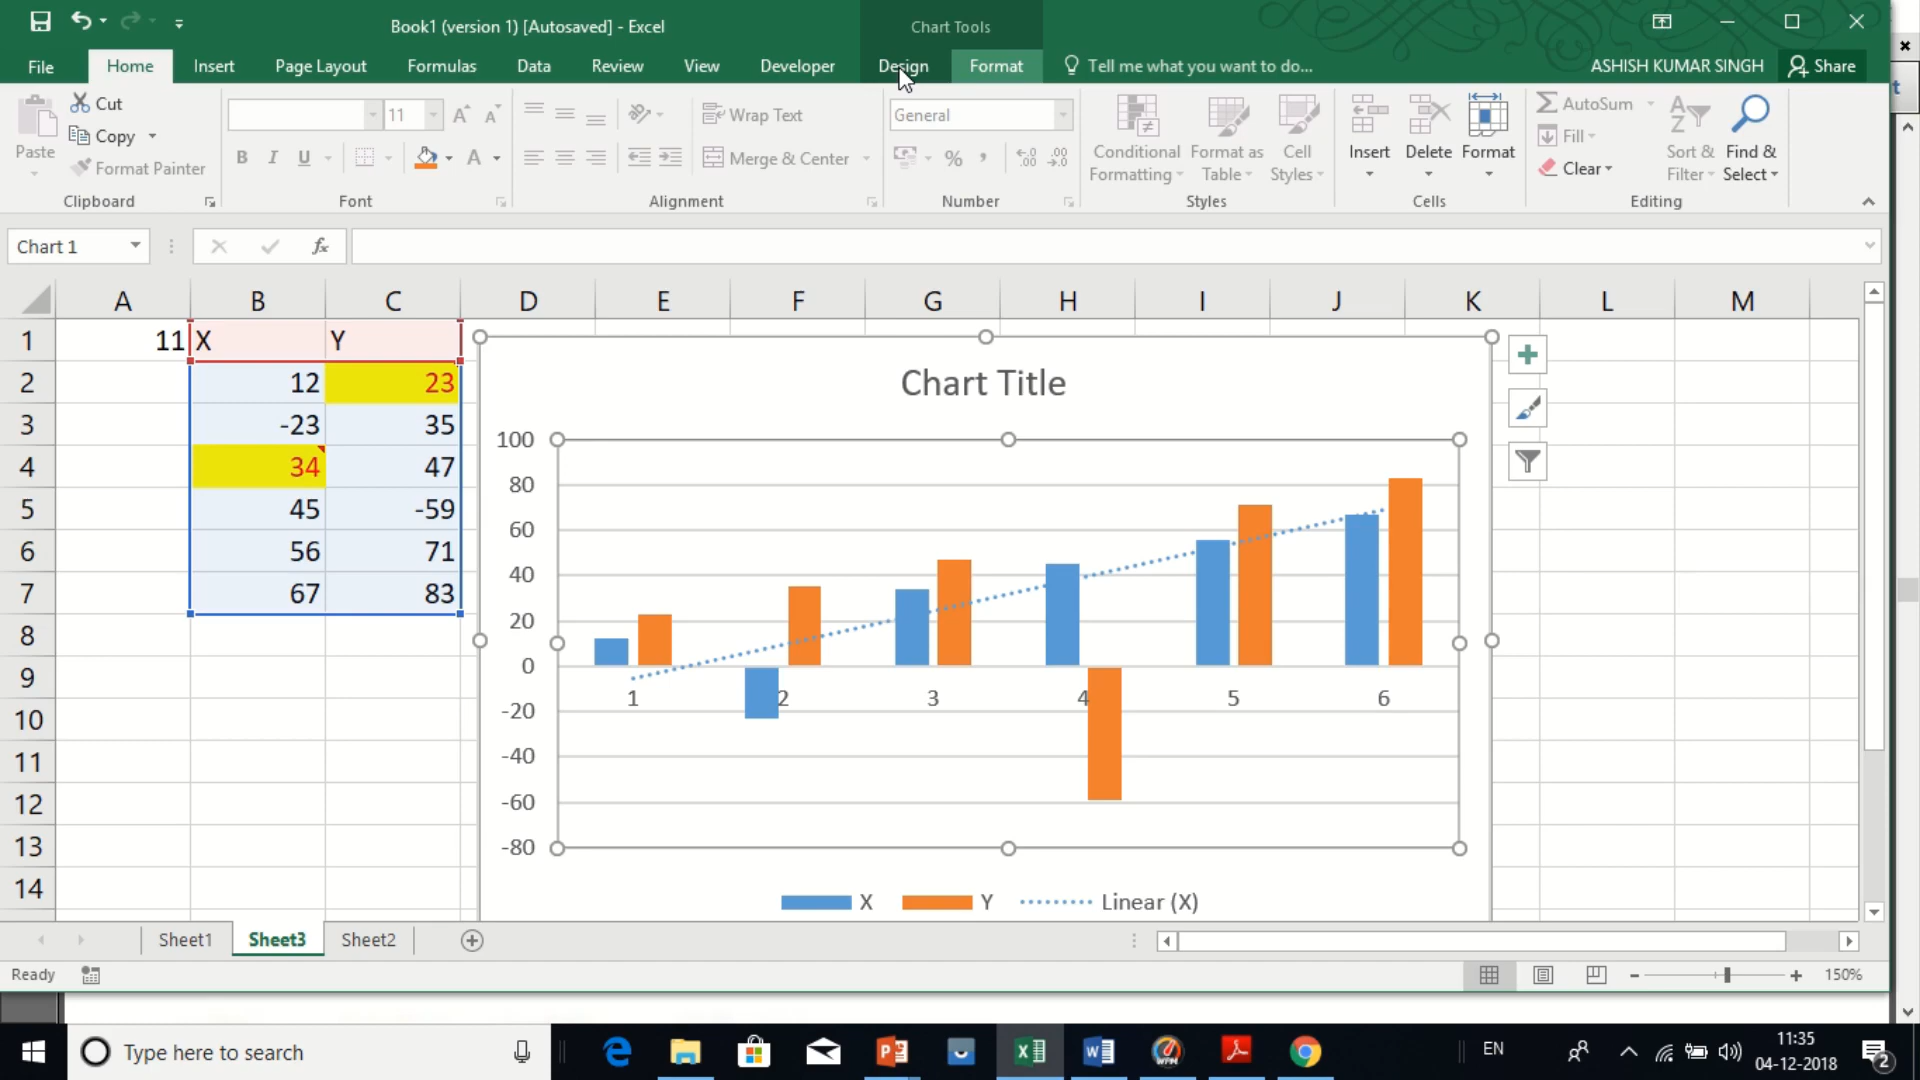 Book1 (version 1) [Autosaved] - Excel
Chart Tools
File
Home
Insert
Page Layout
Formulas
Data
Review
View
Developer
Design
Format
Tell me what you want to do...
ASHISH KUMAR SINGH
Share
Paste
Cut
Copy
Format Painter
Clipboard
11
B I U
A
Font
Wrap Text
Merge & Center
Alignment
General
%
Number
Conditional Formatting
Format as Table
Cell Styles
Styles
Insert
Delete
Format
Cells
AutoSum
Fill
Clear
Sort & Filter
Find & Select
Editing
Chart 1
fx
A B C D E F G H I J K L M
1 11 X Y
2 12 23
3 -23 35
4 34 47
5 45 -59
6 56 71
7 67 83
8
9
10
11
12
13
14
Chart Title
100
80
60
40
20
0
-20
-40
-60
-80
1 2 3 4 5 6
X Y Linear (X)
Sheet1 Sheet3 Sheet2
Ready
150%
Type here to search
EN
11:35
04-12-2018
2